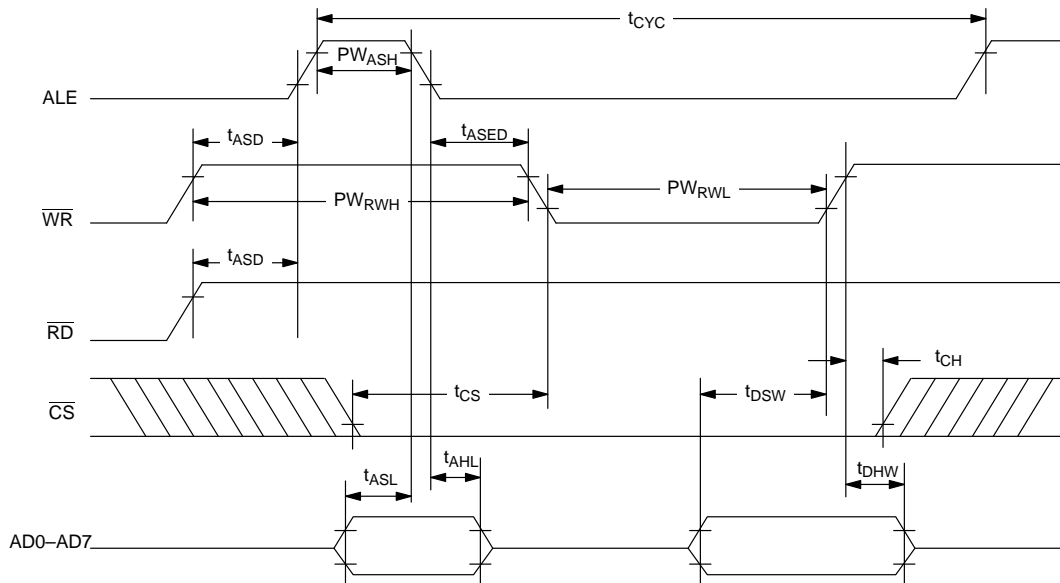 tCYC
PWASH
ALE
tASD
tASED
WR
PWRWH
PWRWL
tASD
RD
tCH
CS
tCS
tDSW
tASL
tAHL
tDHW
AD0–AD7